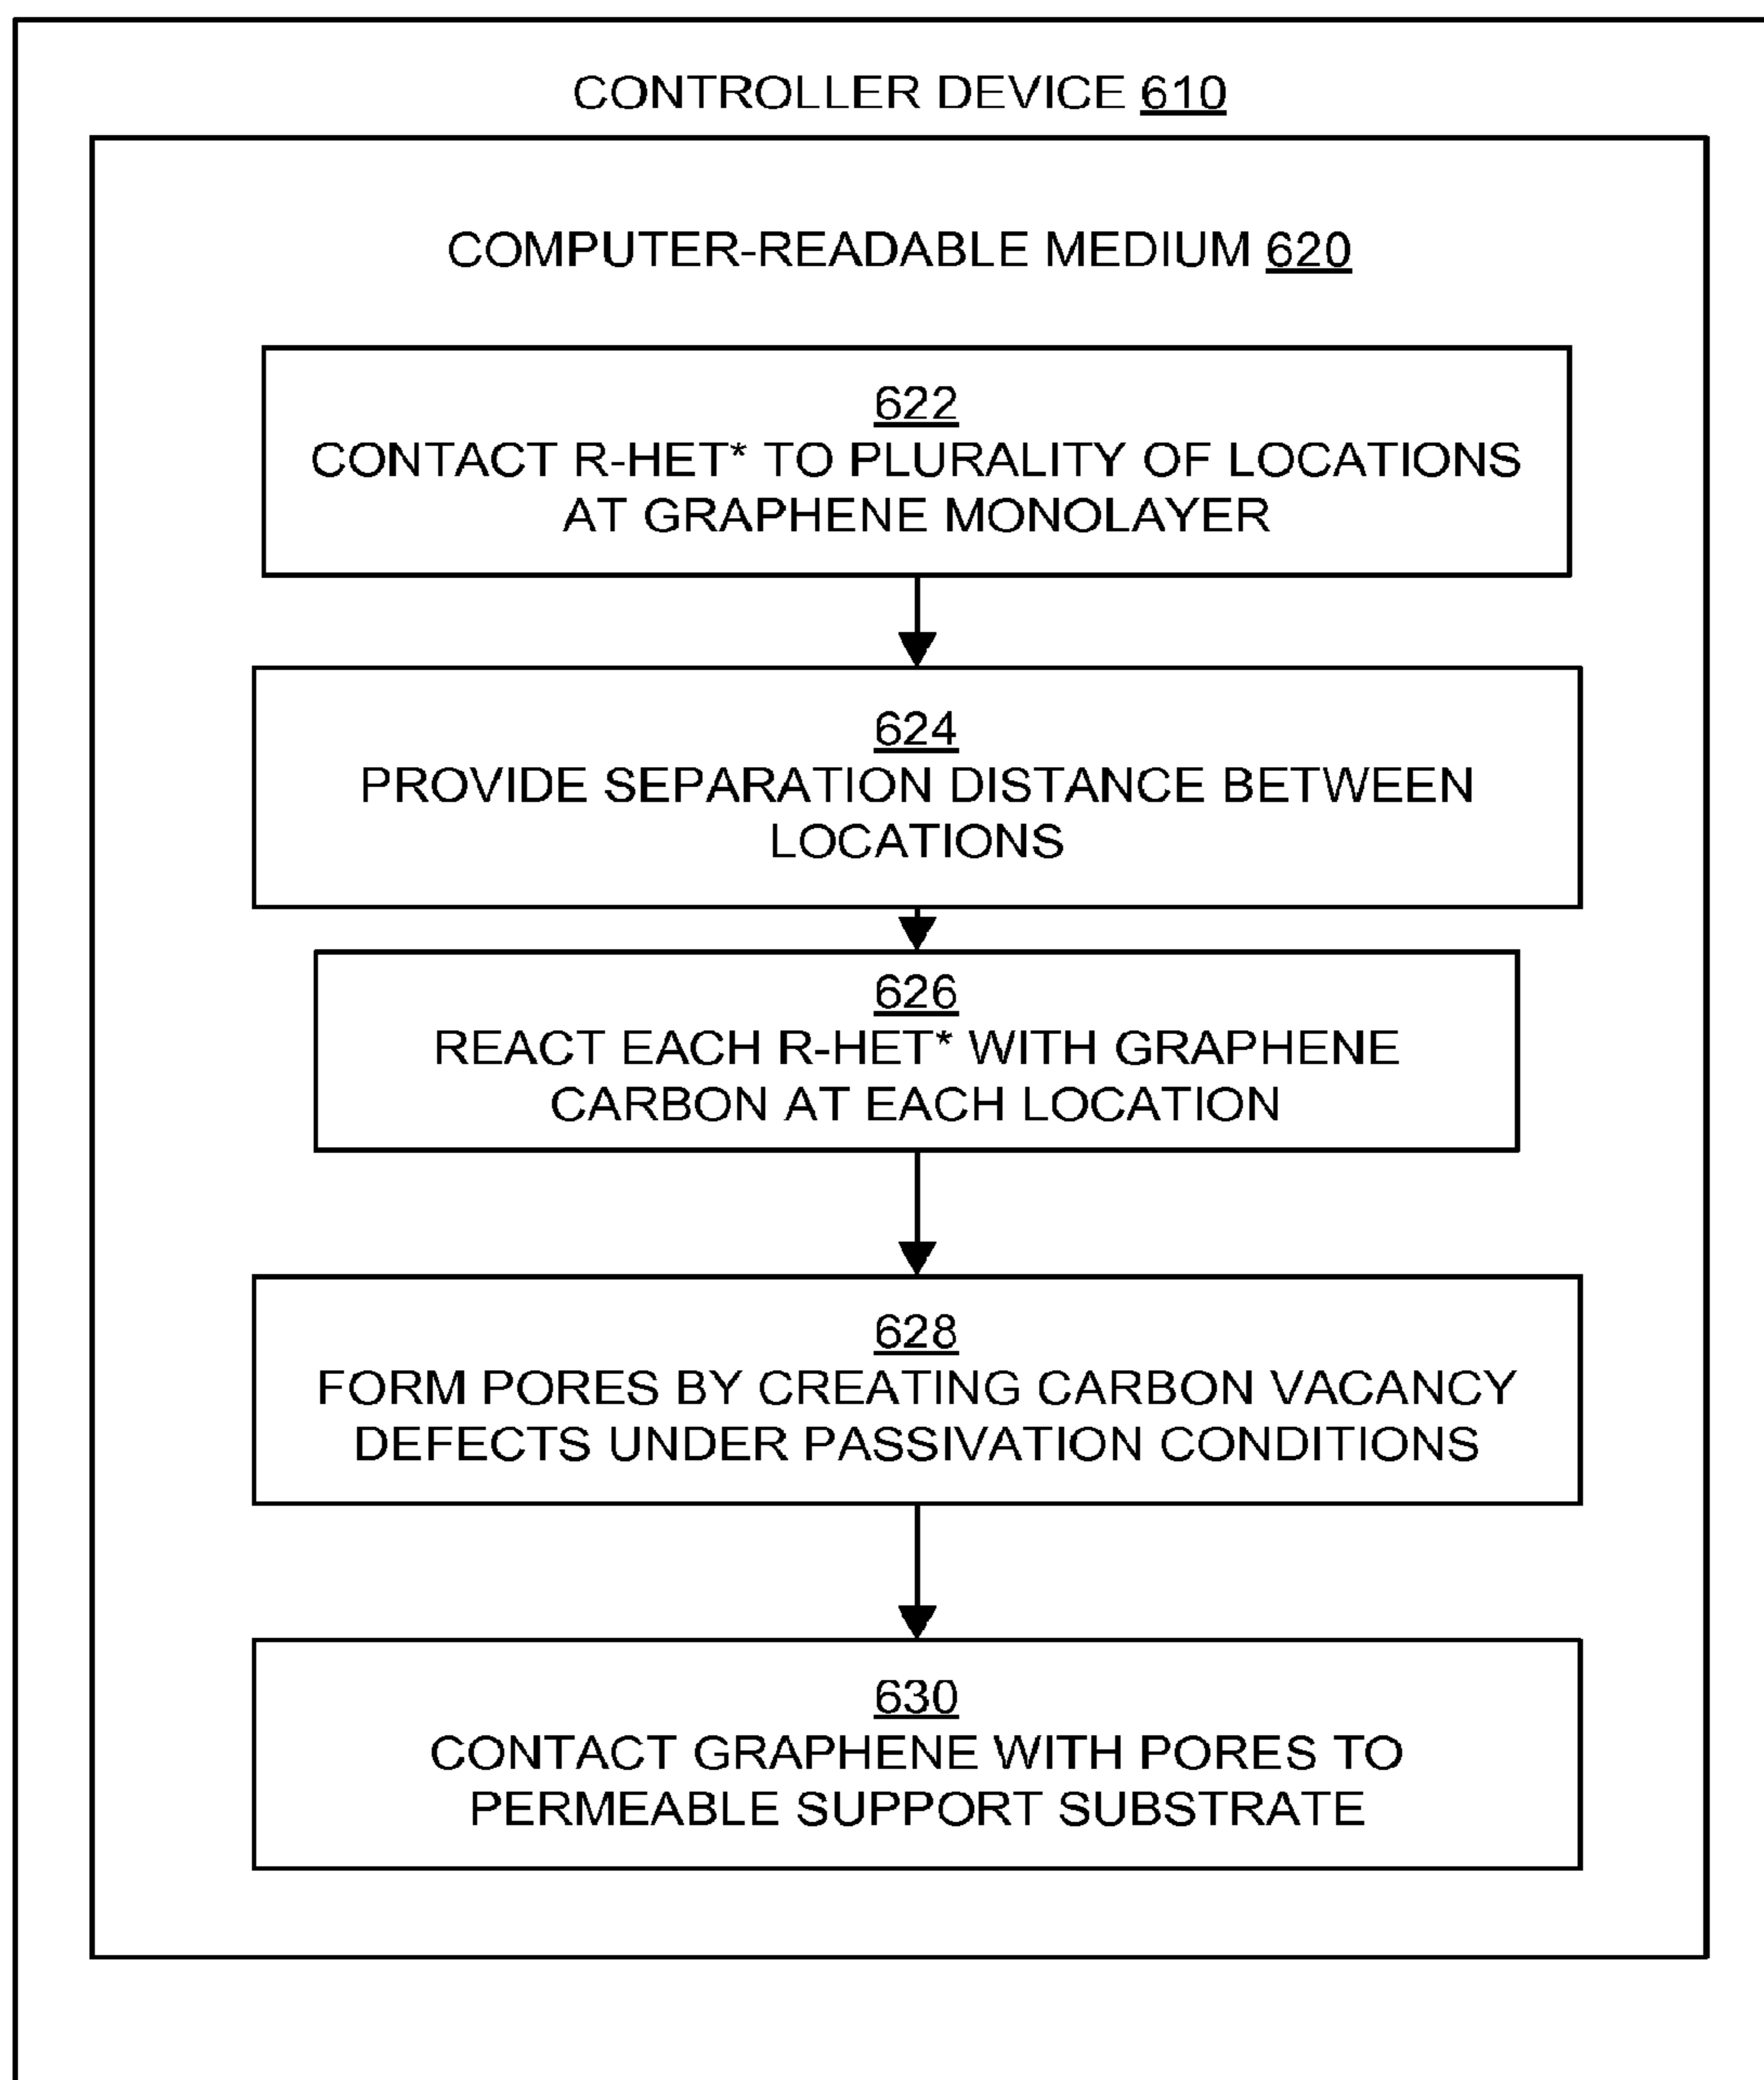 CONTROLLER DEVICE 610
COMPUTER-READABLE MEDIUM 620
622
CONTACT R-HET* TO PLURALITY OF LOCATIONS
AT GRAPHENE MONOLAYER
624
PROVIDE SEPARATION DISTANCE BETWEEN
LOCATIONS
626
REACT EACH R-HET* WITH GRAPHENE
CARBON AT EACH LOCATION
628
FORM PORES BY CREATING CARBON VACANCY
DEFECTS UNDER PASSIVATION CONDITIONS
630
CONTACT GRAPHENE WITH PORES TO
PERMEABLE SUPPORT SUBSTRATE